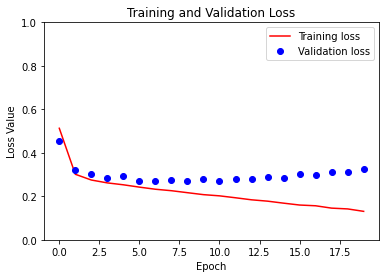 Training and Validation Loss
Training loss
Validation loss
Loss Value
1.0
0.8
0.6
0.4
0.2
0.0
0.0 2.5 5.0 7.5 10.0 12.5 15.0 17.5
Epoch